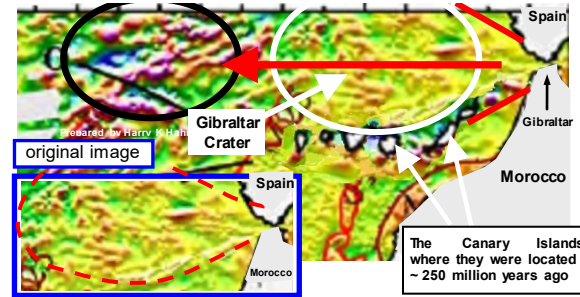 Spain
Gibraltar
Gibraltar
Crater
Prepared by Harry K Hahn
original image
Morocco
Spain
Morocco
The Canary Islands
where they were located
~ 250 million years ago